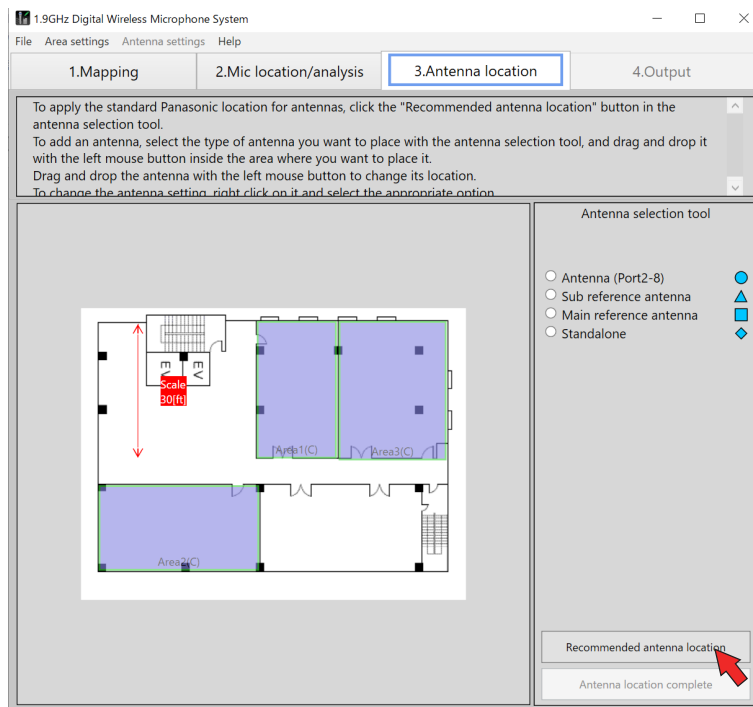 1.9GHz Digital Wireless Microphone System
File Area settings Antenna settings Help
1.Mapping 2.Mic location/analysis 3.Antenna location 4.Output
To apply the standard Panasonic location for antennas, click the "Recommended antenna location" button in the
antenna selection tool.
To add an antenna, select the type of antenna you want to place with the antenna selection tool, and drag and drop it
with the left mouse button inside the area where you want to place it.
Drag and drop the antenna with the left mouse button to change its location.
To change the antenna setting, right click on it and select the appropriate option.
Antenna selection tool
Antenna (Port2-8)
Sub reference antenna
Main reference antenna
Standalone
EV EV
Scale
30[ft]
Area1(C) Area3(C)
Area2(C)
Recommended antenna location
Antenna location complete